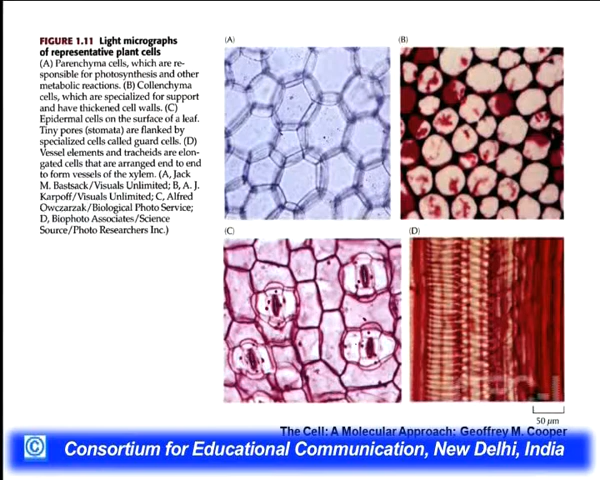 FIGURE 1.11 Light micrographs
of representative plant cells
(A) Parenchyma cells, which are re-
sponsible for photosynthesis and other
metabolic reactions. (B) Collenchyma
cells, which are specialized for support
and have thickened cell walls. (C)
Epidermal cells on the surface of a leaf.
Tiny pores (stomata) are flanked by
specialized cells called guard cells. (D)
Vessel elements and tracheids are elon-
gated cells that are arranged end to end
to form vessels of the xylem. (A, Jack
M. Bastsack/Visuals Unlimited; B, A. J.
Karpoff/Visuals Unlimited; C, Alfred
Owczarzak/Biological Photo Service;
D, Biophoto Associates/Science
Source/Photo Researchers Inc.)
(A)
(B)
(C)
(D)
50 µm
The Cell: A Molecular Approach; Geoffrey M. Cooper
© Consortium for Educational Communication, New Delhi, India